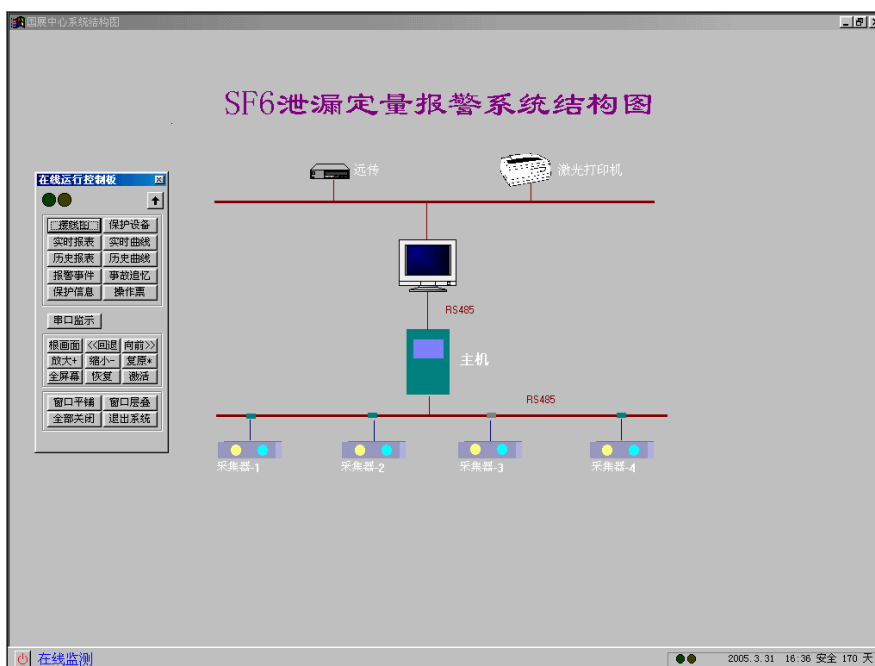 国展中心系统结构图
SF6泄漏定量报警系统结构图
远传
激光打印机
在线运行控制板
接线图 保护设备
实时报表 实时曲线
历史报表 历史曲线
报警事件 事故追忆
保护信息 操作票
串口监示
根画面 <<回退 向前>>
放大+ 缩小- 复原*
全屏幕 恢复 激活
窗口平铺 窗口层叠
全部关闭 退出系统
RS485
主机
RS485
采集器-1 采集器-2 采集器-3 采集器-4
在线监测
2005.3.31 16:36 安全 170 天